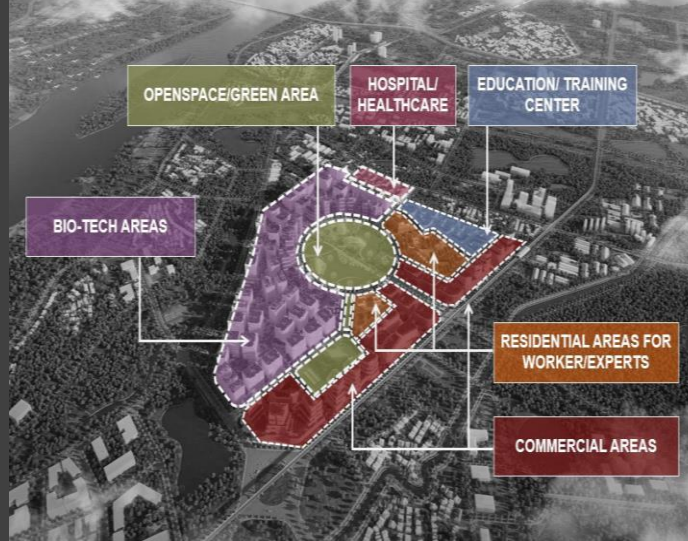 OPENSPACE/GREEN AREA
HOSPITAL/
HEALTHCARE
EDUCATION/ TRAINING
CENTER
BIO-TECH AREAS
RESIDENTIAL AREAS FOR
WORKER/EXPERTS
COMMERCIAL AREAS